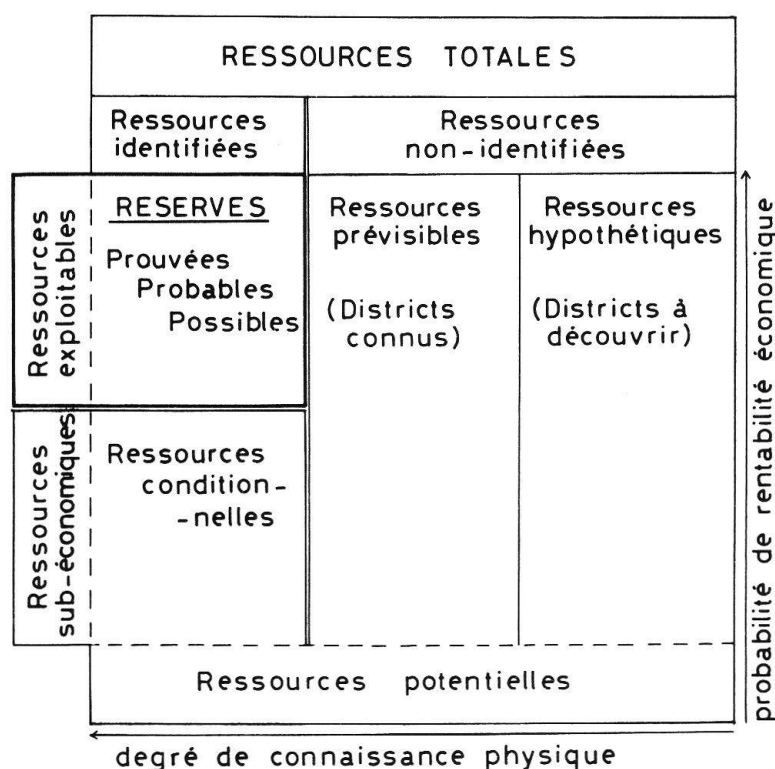 RESSOURCES TOTALES
Ressources
identifiées
Ressources
non-identifiées
Ressources
exploitables
RESERVES
Prouvées
Probables
Possibles
Ressources
prévisibles
(Districts
connus)
Ressources
hypothétiques
(Districts à
découvrir)
Ressources
sub-économiques
Ressources
condition-
-nelles
Ressources potentielles
probabilité de rentabilité économique
degré de connaissance physique